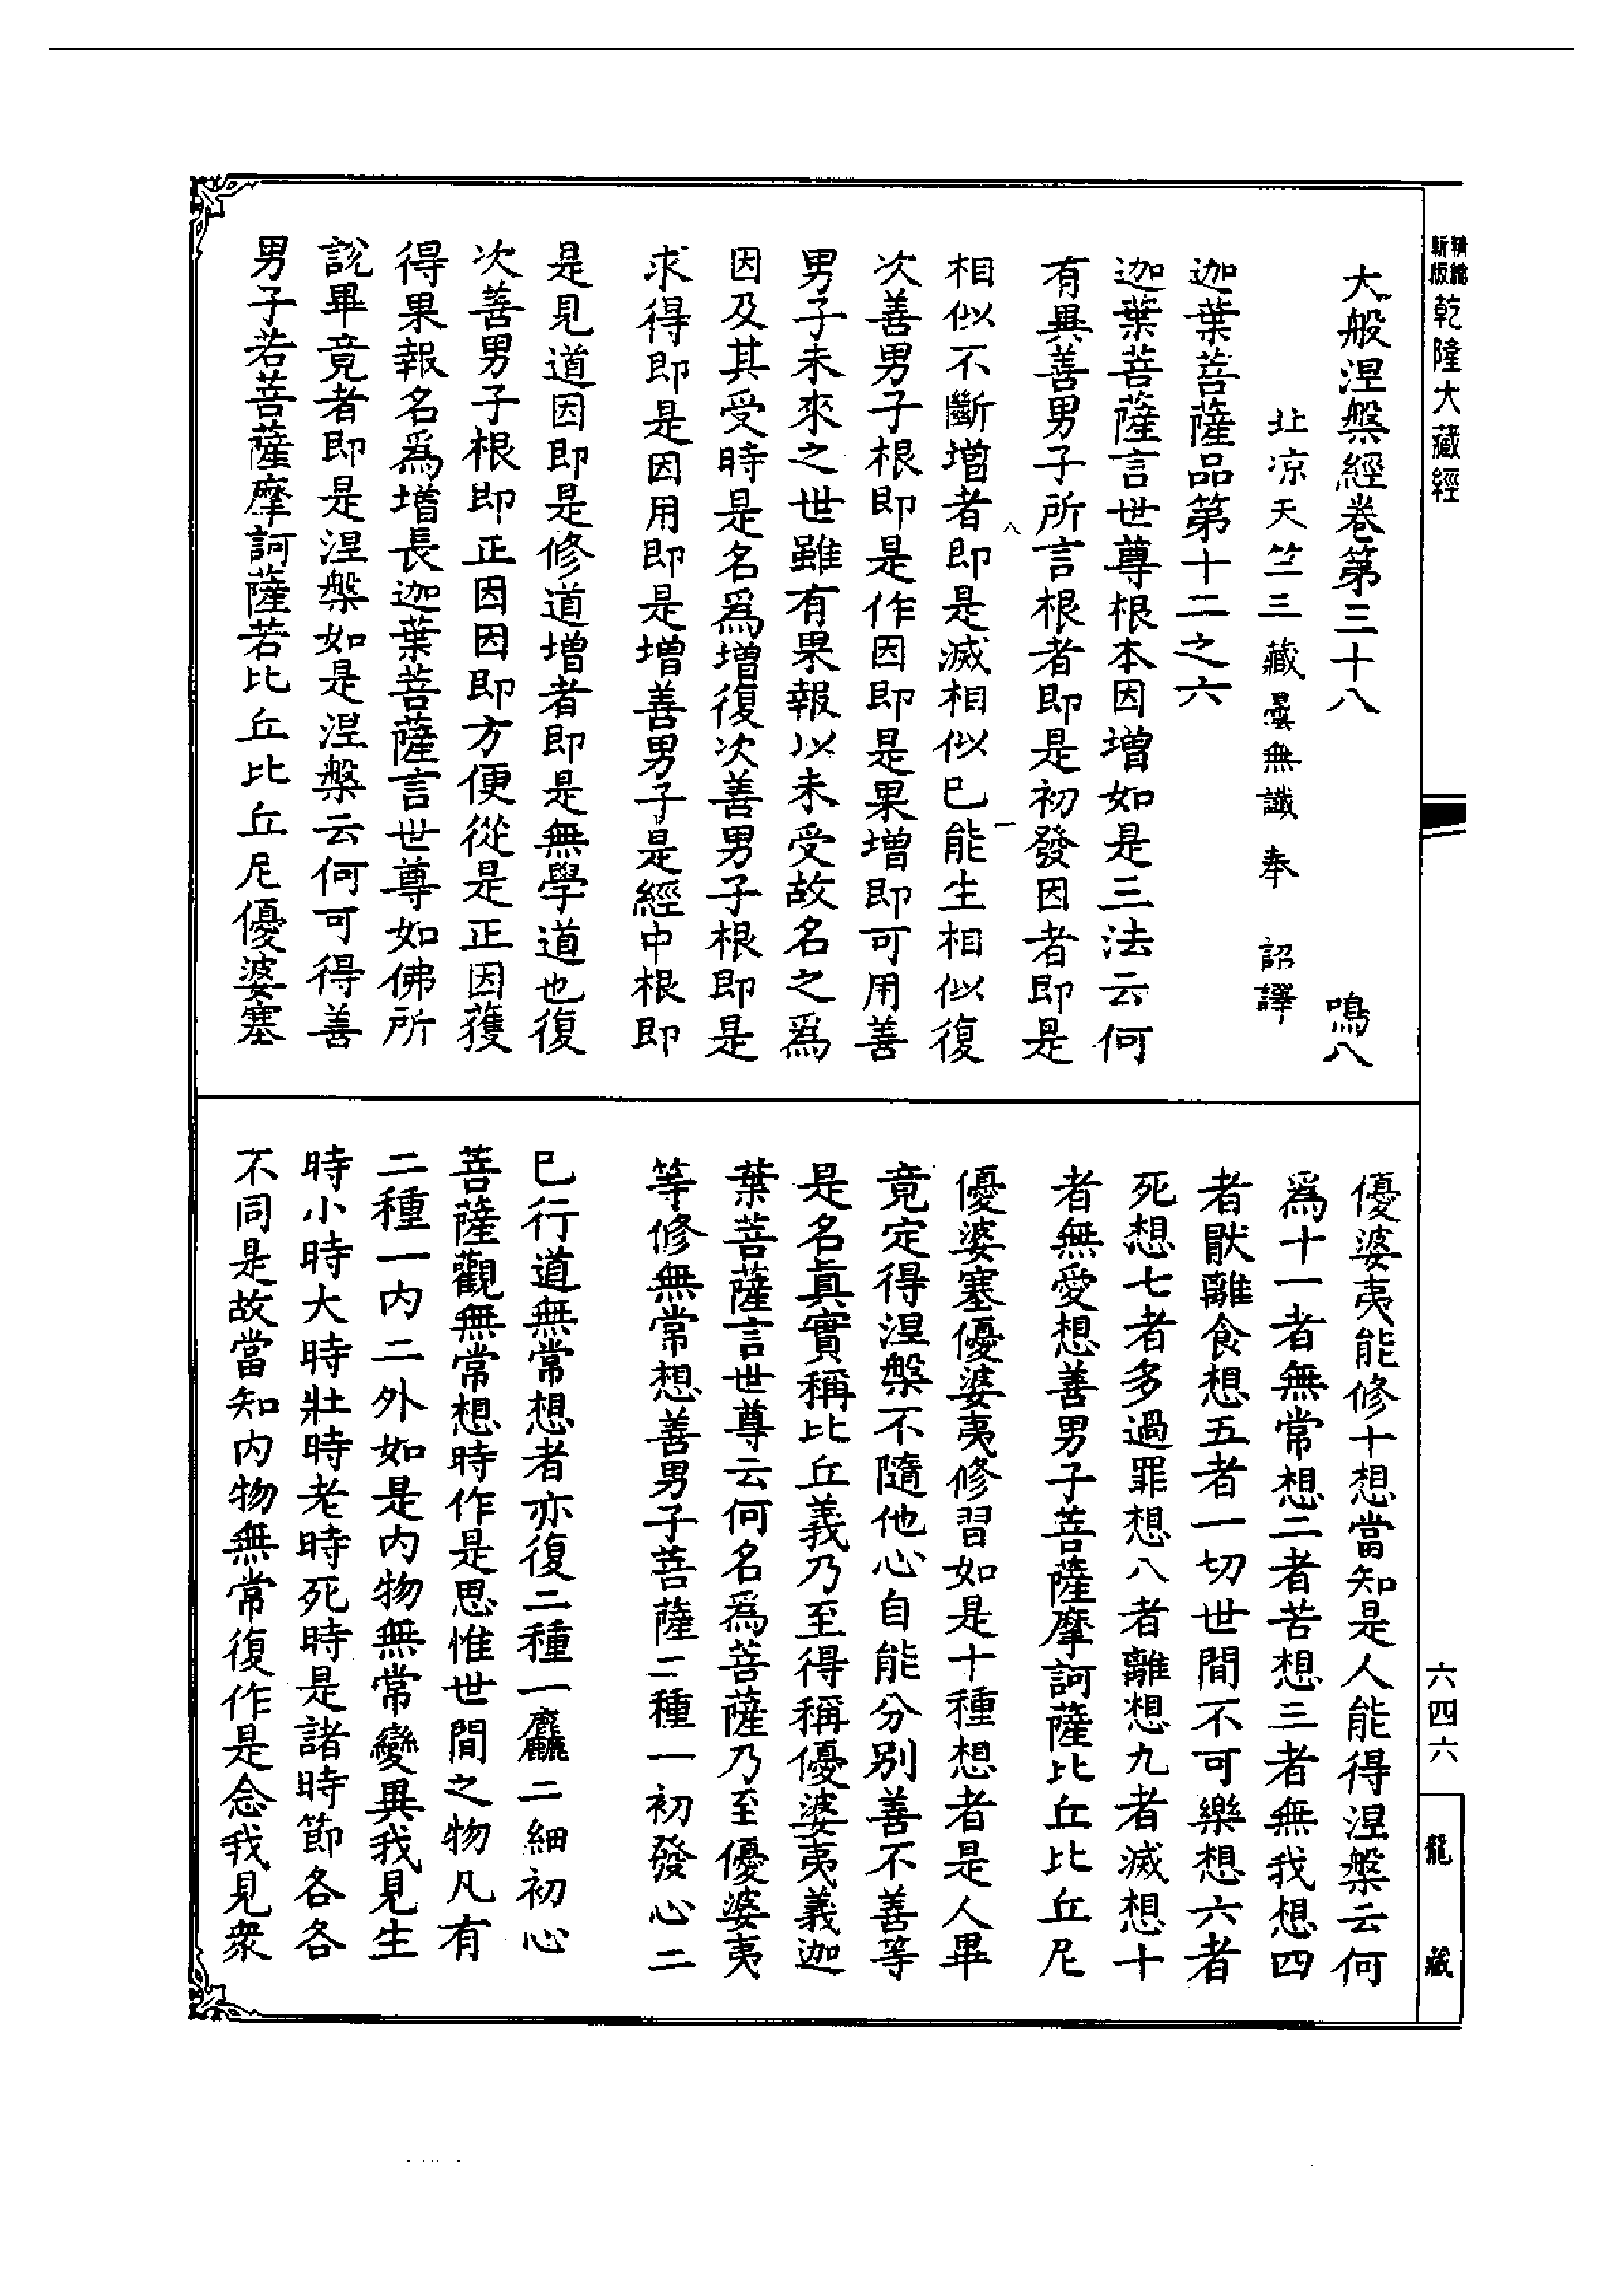 精縮
新版
乾隆大藏經
大般涅槃經卷第三十八 鳴八
北涼天竺三藏曇無讖奉 詔譯
迦葉菩薩品第十二之六
迦葉菩薩言世尊根本因增如是三法云何
有異善男子所言根者即是初發因者即是
八 一
相似不斷增者即是滅相似已能生相似復
次善男子根即是作因即是果增即可用善
男子未來之世雖有果報以未受故名之爲
因及其受時是名爲增復次善男子根即是
求得即是因用即是增善男子是經中根即
是見道因即是修道增者即是無學道也復
次善男子根即正因因即方便從是正因獲
得果報名爲增長迦葉菩薩言世尊如佛所
說畢竟者即是涅槃如是涅槃云何可得善
男子若菩薩摩訶薩若比丘比丘尼優婆塞
優婆夷能修十想當知是人能得涅槃云何
爲十一者無常想二者苦想三者無我想四
者厭離食想五者一切世間不可樂想六者
死想七者多過罪想八者離想九者滅想十
者無愛想善男子菩薩摩訶薩比丘比丘尼
優婆塞優婆夷修習如是十種想者是人畢
竟定得涅槃不隨他心自能分別善不善等
是名眞實稱比丘義乃至得稱優婆夷義迦
葉菩薩言世尊云何名爲菩薩乃至優婆夷
等修無常想善男子菩薩二種一初發心二
已行道無常想者亦復二種一麤二細初心
菩薩觀無常想時作是思惟世間之物凡有
二種一内二外如是内物無常變異我見生
時小時大時壯時老時死時是諸時節各各
不同是故當知内物無常復作是念我見衆
六四六
龍藏